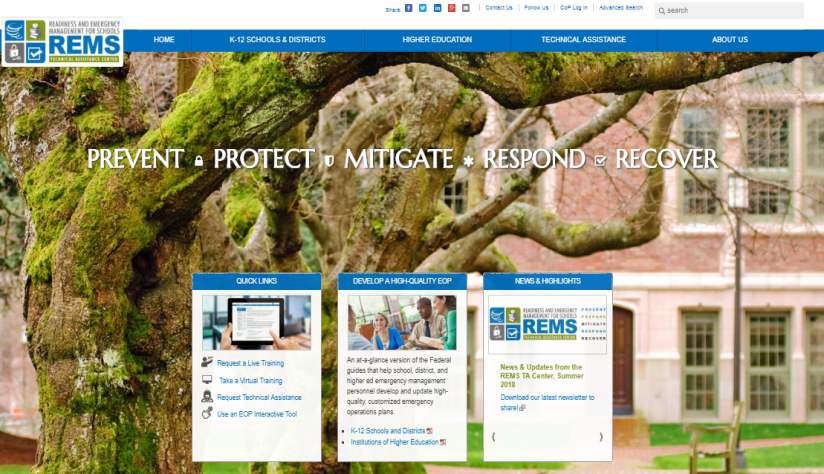 Share:
Contact Us | Follow Us | CoP Log In | Advanced Search
search
READINESS AND EMERGENCY
MANAGEMENT FOR SCHOOLS
REMS
TECHNICAL ASSISTANCE CENTER
HOME
K-12 SCHOOLS & DISTRICTS
HIGHER EDUCATION
TECHNICAL ASSISTANCE
ABOUT US
PREVENT PROTECT MITIGATE RESPOND RECOVER
QUICK LINKS
Request a Live Training
Take a Virtual Training
Request Technical Assistance
Use an EOP Interactive Tool
DEVELOP A HIGH-QUALITY EOP
An at-a-glance version of the Federal
guides that help school, district, and
higher ed emergency management
personnel develop and update high-
quality, customized emergency
operations plans.
K-12 Schools and Districts
Institutions of Higher Education
NEWS & HIGHLIGHTS
READINESS AND EMERGENCY
MANAGEMENT FOR SCHOOLS
REMS
TECHNICAL ASSISTANCE CENTER
PREVENT
PREPARE
MITIGATE
RESPOND
RECOVER
News & Updates from the
REMS TA Center, Summer
2018
Download our latest newsletter to
share!